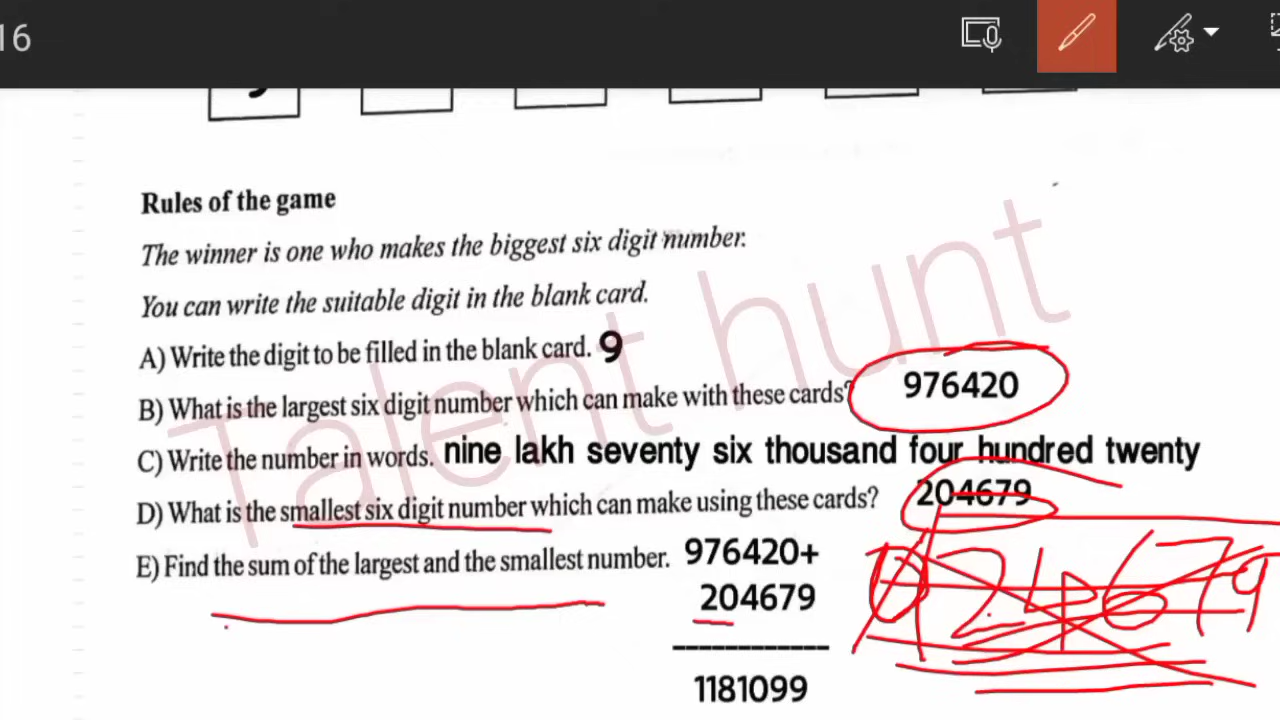 16
Rules of the game
The winner is one who makes the biggest six digit number.
You can write the suitable digit in the blank card.
A) Write the digit to be filled in the blank card. 9
B) What is the largest six digit number which can make with these cards? 976420
C) Write the number in words. nine lakh seventy six thousand four hundred twenty
D) What is the smallest six digit number which can make using these cards? 204679
E) Find the sum of the largest and the smallest number. 976420+
204679
024679
1181099
Talent hunt